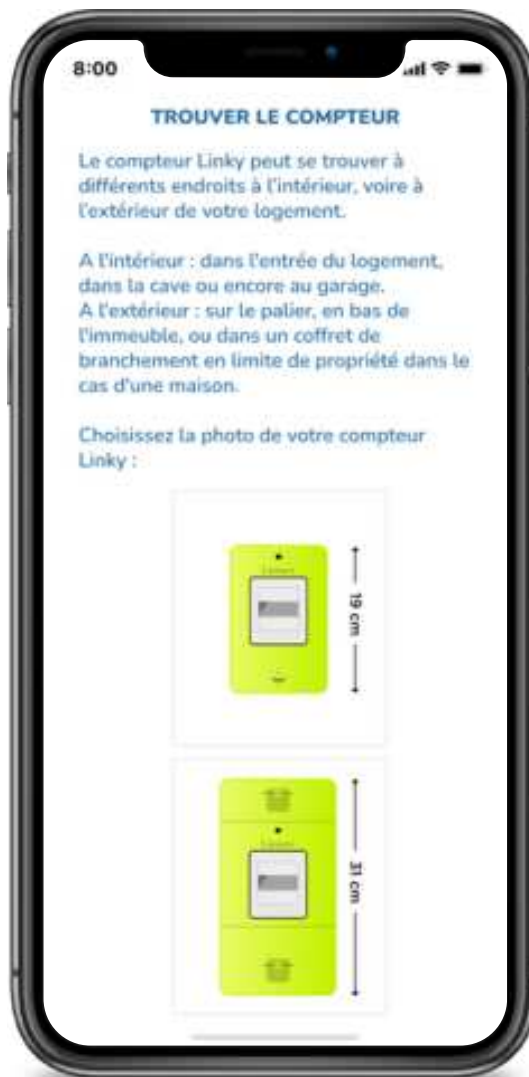 8:00
TROUVER LE COMPTEUR
Le compteur Linky peut se trouver à
différents endroits à l'intérieur, voire à
l'extérieur de votre logement.
A l'intérieur : dans l'entrée du logement,
dans la cave ou encore au garage.
A l'extérieur : sur le palier, en bas de
l'immeuble, ou dans un coffret de
branchement en limite de propriété dans le
cas d'une maison.
Choisissez la photo de votre compteur
Linky :
19 cm
31 cm